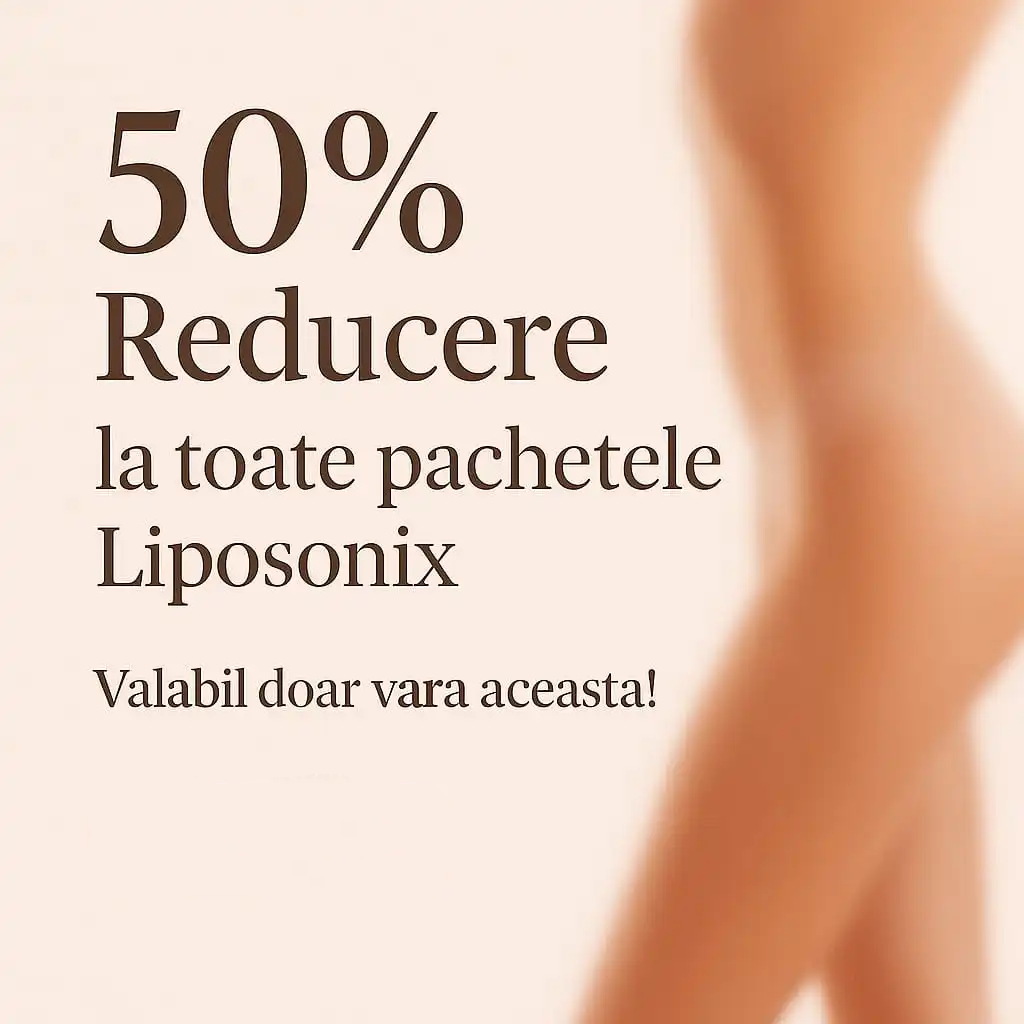 50%
Reducere
la toate pachetele
Liposonix
Valabil doar vara aceasta!